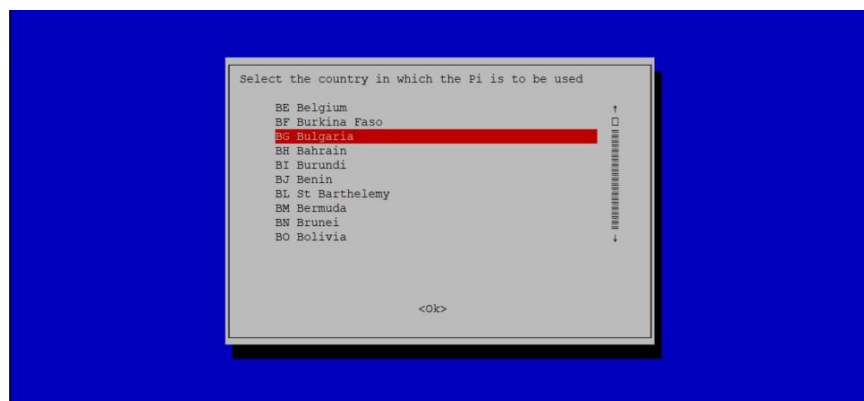 Select the country in which the Pi is to be used
BE Belgium
BF Burkina Faso
BG Bulgaria
BH Bahrain
BI Burundi
BJ Benin
BL St Barthelemy
BM Bermuda
BN Brunei
BO Bolivia
<Ok>